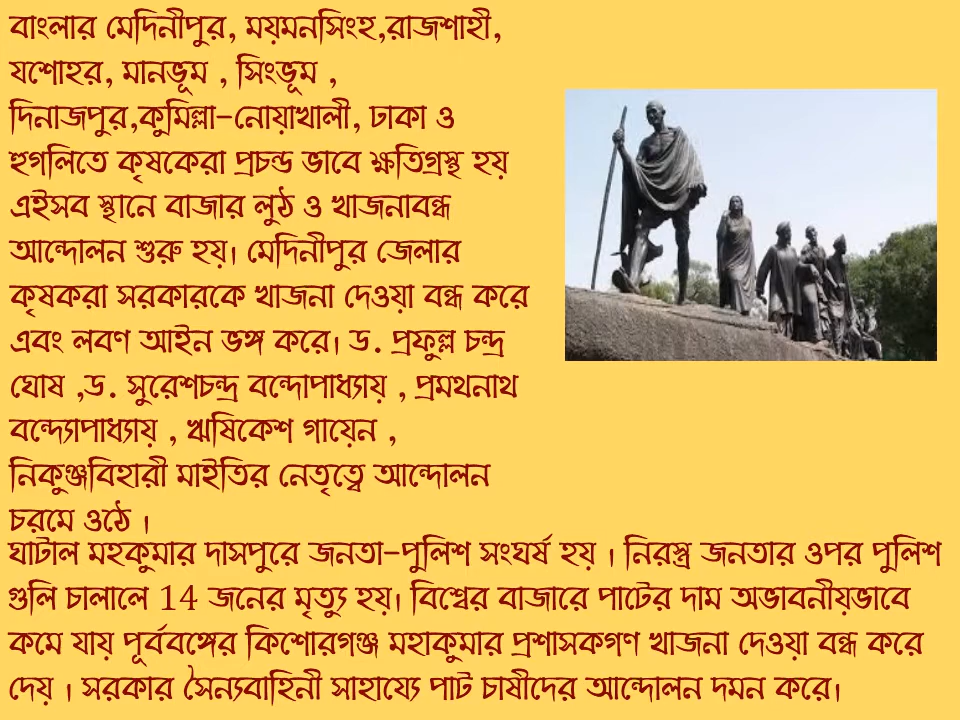 বাংলার মেদিনীপুর, ময়মনসিংহ,রাজশাহী,
যশোহর, মানভূম , সিংভূম ,
দিনাজপুর,কুমিল্লা-নোয়াখালী, ঢাকা ও
হুগলিতে কৃষকেরা প্রচন্ড ভাবে ক্ষতিগ্রস্থ হয়
এইসব স্থানে বাজার লুঠ ও খাজনাবন্ধ
আন্দোলন শুরু হয়। মেদিনীপুর জেলার
কৃষকরা সরকারকে খাজনা দেওয়া বন্ধ করে
এবং লবণ আইন ভঙ্গ করে। ড. প্রফুল্ল চন্দ্র
ঘোষ ,ড. সুরেশচন্দ্র বন্দোপাধ্যায় , প্রমথনাথ
বন্দ্যোপাধ্যায় , ঋষিকেশ গায়েন ,
নিকুঞ্জবিহারী মাইতির নেতৃত্বে আন্দোলন
চরমে ওঠে ।
ঘাটাল মহকুমার দাসপুরে জনতা-পুলিশ সংঘর্ষ হয় । নিরস্ত্র জনতার ওপর পুলিশ
গুলি চালালে 14 জনের মৃত্যু হয়। বিশ্বের বাজারে পাটের দাম অভাবনীয়ভাবে
কমে যায় পূর্ববঙ্গের কিশোরগঞ্জ মহাকুমার প্রশাসকগণ খাজনা দেওয়া বন্ধ করে
দেয় । সরকার সৈন্যবাহিনী সাহায্যে পাট চাষীদের আন্দোলন দমন করে।